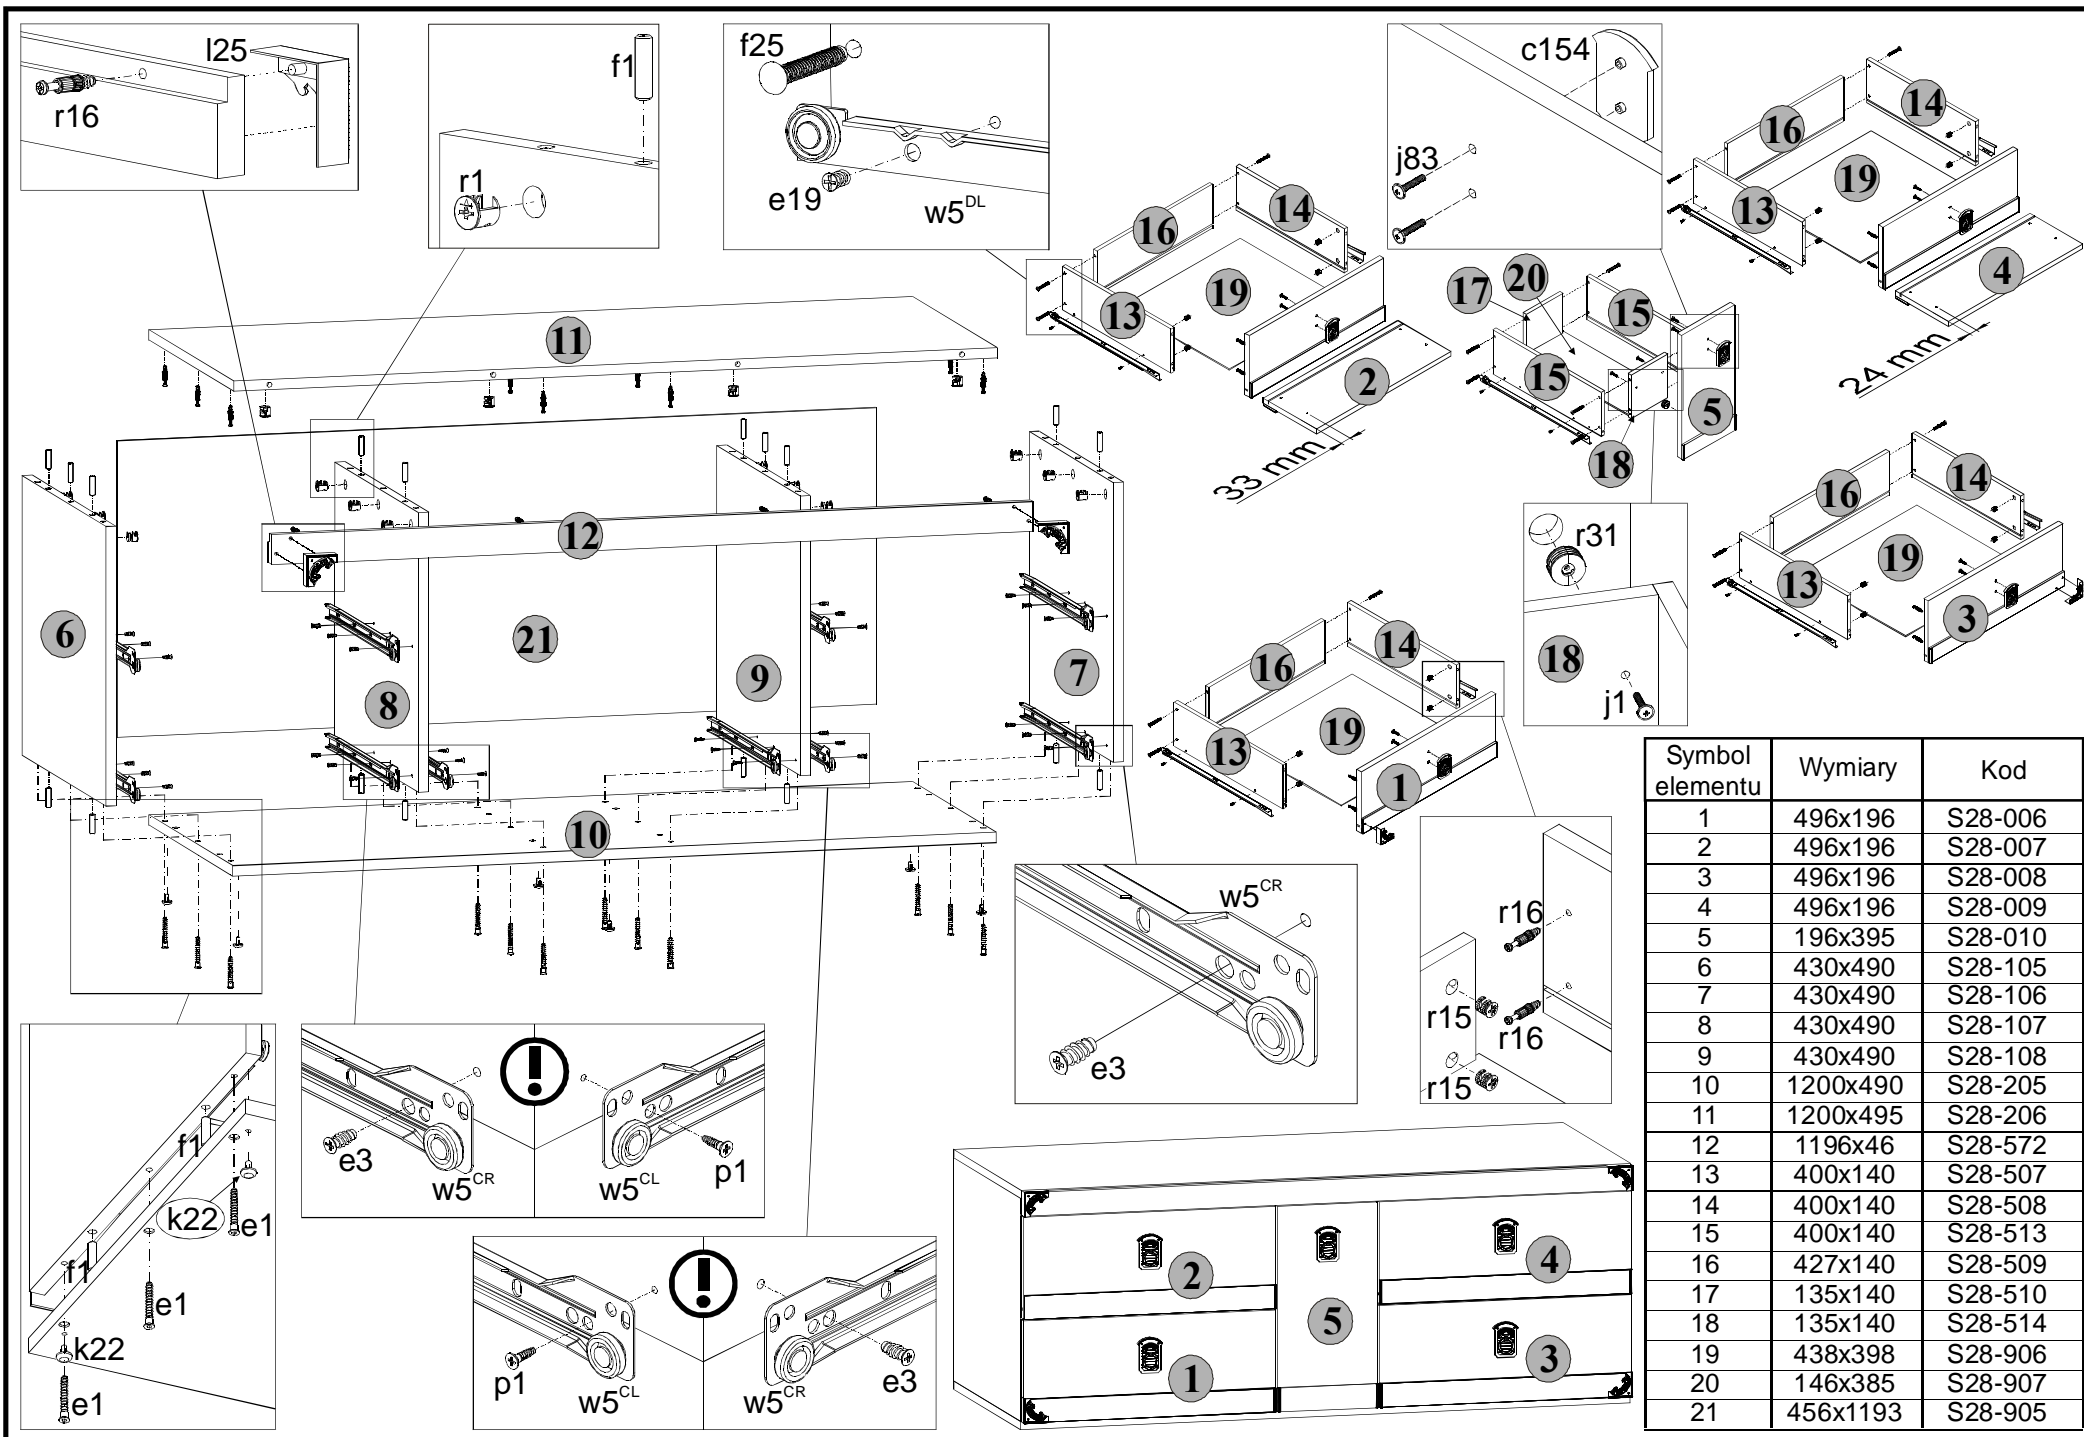 l25
r16
f1
r1
f25
e19
w5DL
c154
j83
16
14
19
13
4
24 mm
16
14
19
13
2
33 mm
17
20
15
15
5
18
11
12
6
21
8
9
7
10
r31
18
j1
16
14
19
13
3
16
14
19
13
1
w5CR
e3
r16
r15
r16
r15
f1
k22
e1
f1
e1
k22
e1
e3
w5CR
w5CL
p1
p1
w5CL
w5CR
e3
2
4
5
1
3
Symbol elementu Wymiary Kod
1 496x196 S28-006
2 496x196 S28-007
3 496x196 S28-008
4 496x196 S28-009
5 196x395 S28-010
6 430x490 S28-105
7 430x490 S28-106
8 430x490 S28-107
9 430x490 S28-108
10 1200x490 S28-205
11 1200x495 S28-206
12 1196x46 S28-572
13 400x140 S28-507
14 400x140 S28-508
15 400x140 S28-513
16 427x140 S28-509
17 135x140 S28-510
18 135x140 S28-514
19 438x398 S28-906
20 146x385 S28-907
21 456x1193 S28-905